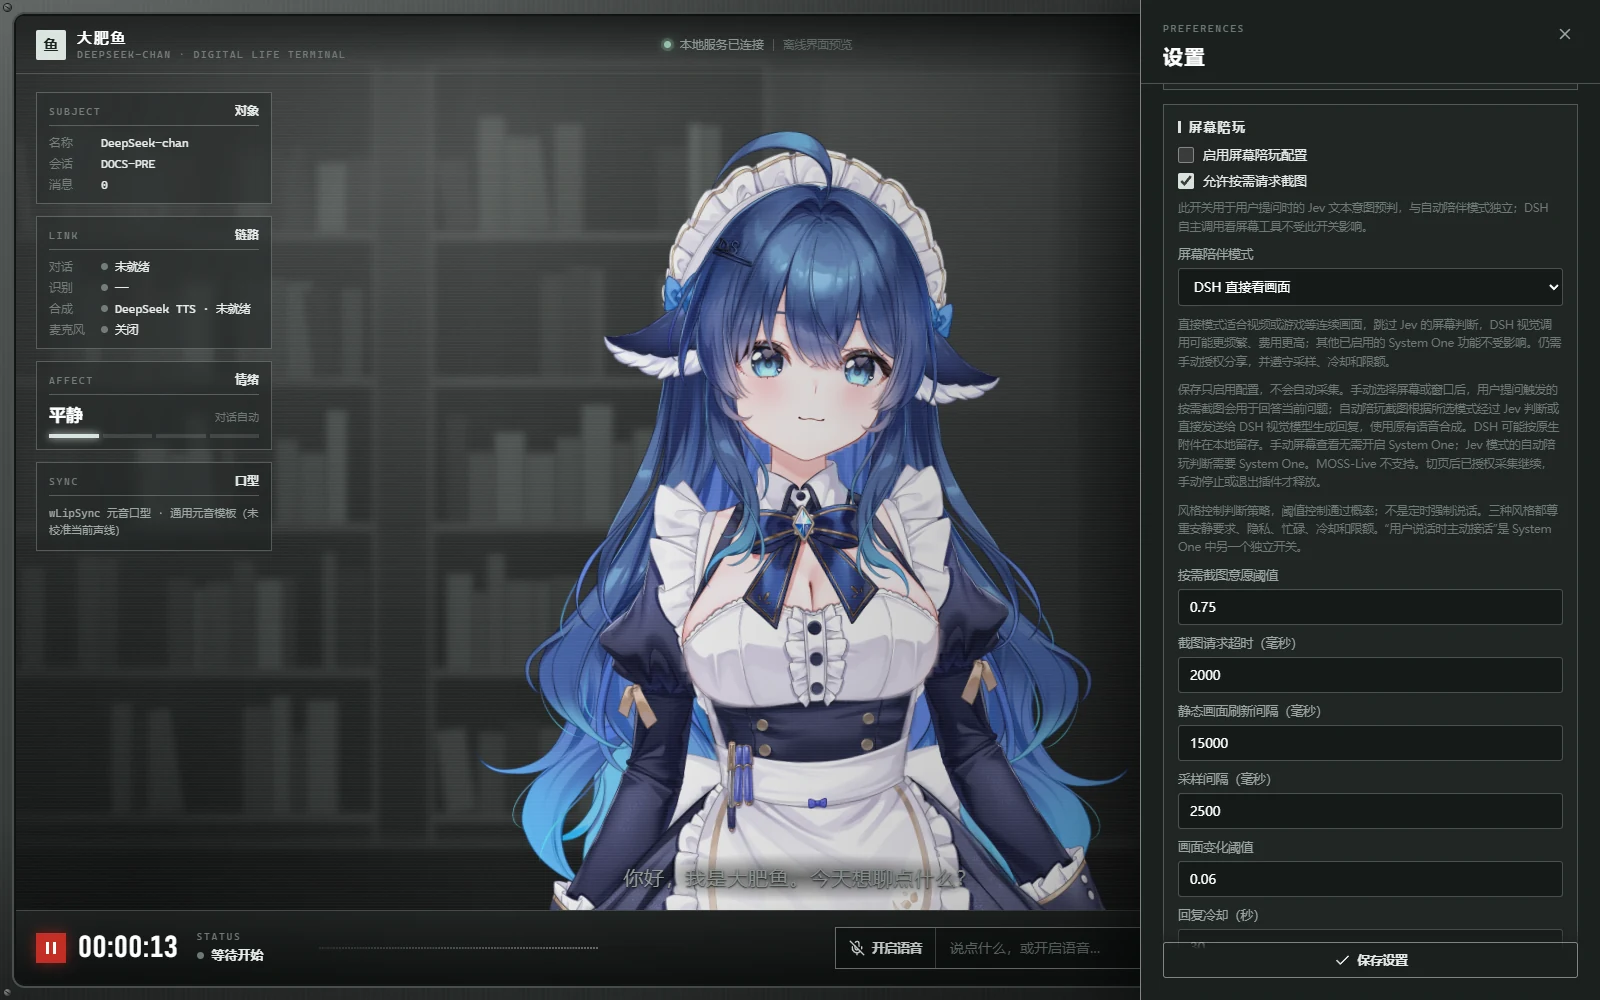 鱼
大肥鱼
DEEPSEEK-CHAN · DIGITAL LIFE TERMINAL
本地服务已连接 | 离线界面预览
SUBJECT 对象
名称 DeepSeek-chan
会话 DOCS-PRE
消息 0
LINK 链路
对话 未就绪
识别 —
合成 DeepSeek TTS · 未就绪
麦克风 关闭
AFFECT 情绪
平静 对话自动
SYNC 口型
wLipSync 元音口型 · 通用元音模板（未
校准当前声线）
你好，我是大肥鱼。今天想聊点什么？
00:00:13
STATUS
等待开始
开启语音
说点什么，或开启语音...
PREFERENCES
设置
屏幕陪玩
启用屏幕陪玩配置
允许按需请求截图
此开关用于用户提问时的 Jev 文本意图预判，与自动陪伴模式独立；DSH
自主调用看屏幕工具不受此开关影响。
屏幕陪伴模式
DSH 直接看画面
直接模式适合视频或游戏等连续画面，跳过 Jev 的屏幕判断，DSH 视觉调
用可能更频繁、费用更高；其他已启用的 System One 功能不受影响。仍需
手动授权分享，并遵守采样、冷却和限额。
保存只启用配置，不会自动采集。手动选择屏幕或窗口后，用户提问触发的
按需截图会用于回答当前问题；自动陪玩截图根据所选模式经过 Jev 判断或
直接发送给 DSH 视觉模型生成回复，使用原有语音合成。DSH 可能按原生
附件在本地留存。手动屏幕查看无需开启 System One；Jev 模式的自动陪
玩判断需要 System One。MOSS-Live 不支持。切页后已授权采集继续，
手动停止或退出插件才释放。
风格控制判断策略，阈值控制通过概率；不是定时强制说话。三种风格都尊
重安静要求、隐私、忙碌、冷却和限额。“用户说话时主动接话”是 System
One 中另一个独立开关。
按需截图意愿阈值
0.75
截图请求超时（毫秒）
2000
静态画面刷新间隔（毫秒）
15000
采样间隔（毫秒）
2500
画面变化阈值
0.06
回复冷却（秒）
保存设置